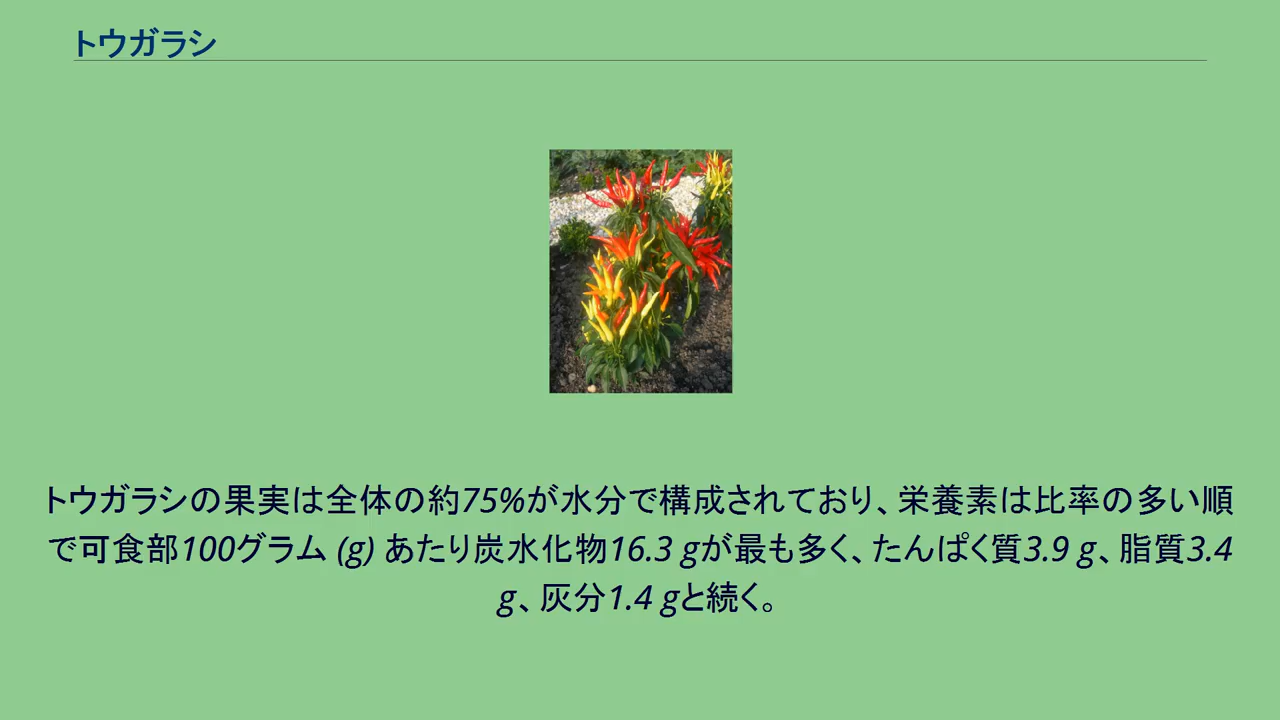 トウガラシ
トウガラシの果実は全体の約75%が水分で構成されており、栄養素は比率の多い順
で可食部100グラム (g) あたり炭水化物16.3 gが最も多く、たんぱく質3.9 g、脂質3.4
g、灰分1.4 gと続く。